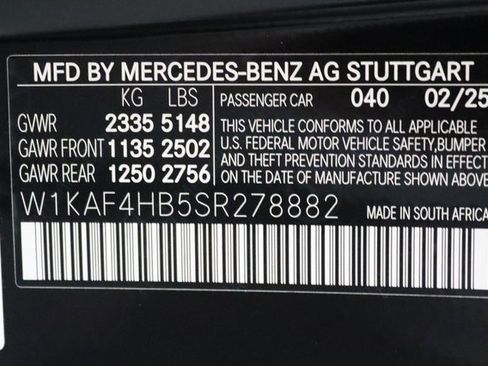 MFD BY MERCEDES-BENZ AG STUTTGART
KG LBS PASSENGER CAR 040 02/25
GVWR 2335 5148 THIS VEHICLE CONFORMS TO ALL APPLICABLE
U.S. FEDERAL MOTOR VEHICLE SAFETY, BUMPER
GAWR FRONT 1135 2502 AND THEFT PREVENTION STANDARDS IN EFFECT
GAWR REAR 1250 2756 ON THE DATE OF MANUFACTURE SHOWN ABOVE.
W1KAF4HB5SR278882 MADE IN SOUTH AFRICA